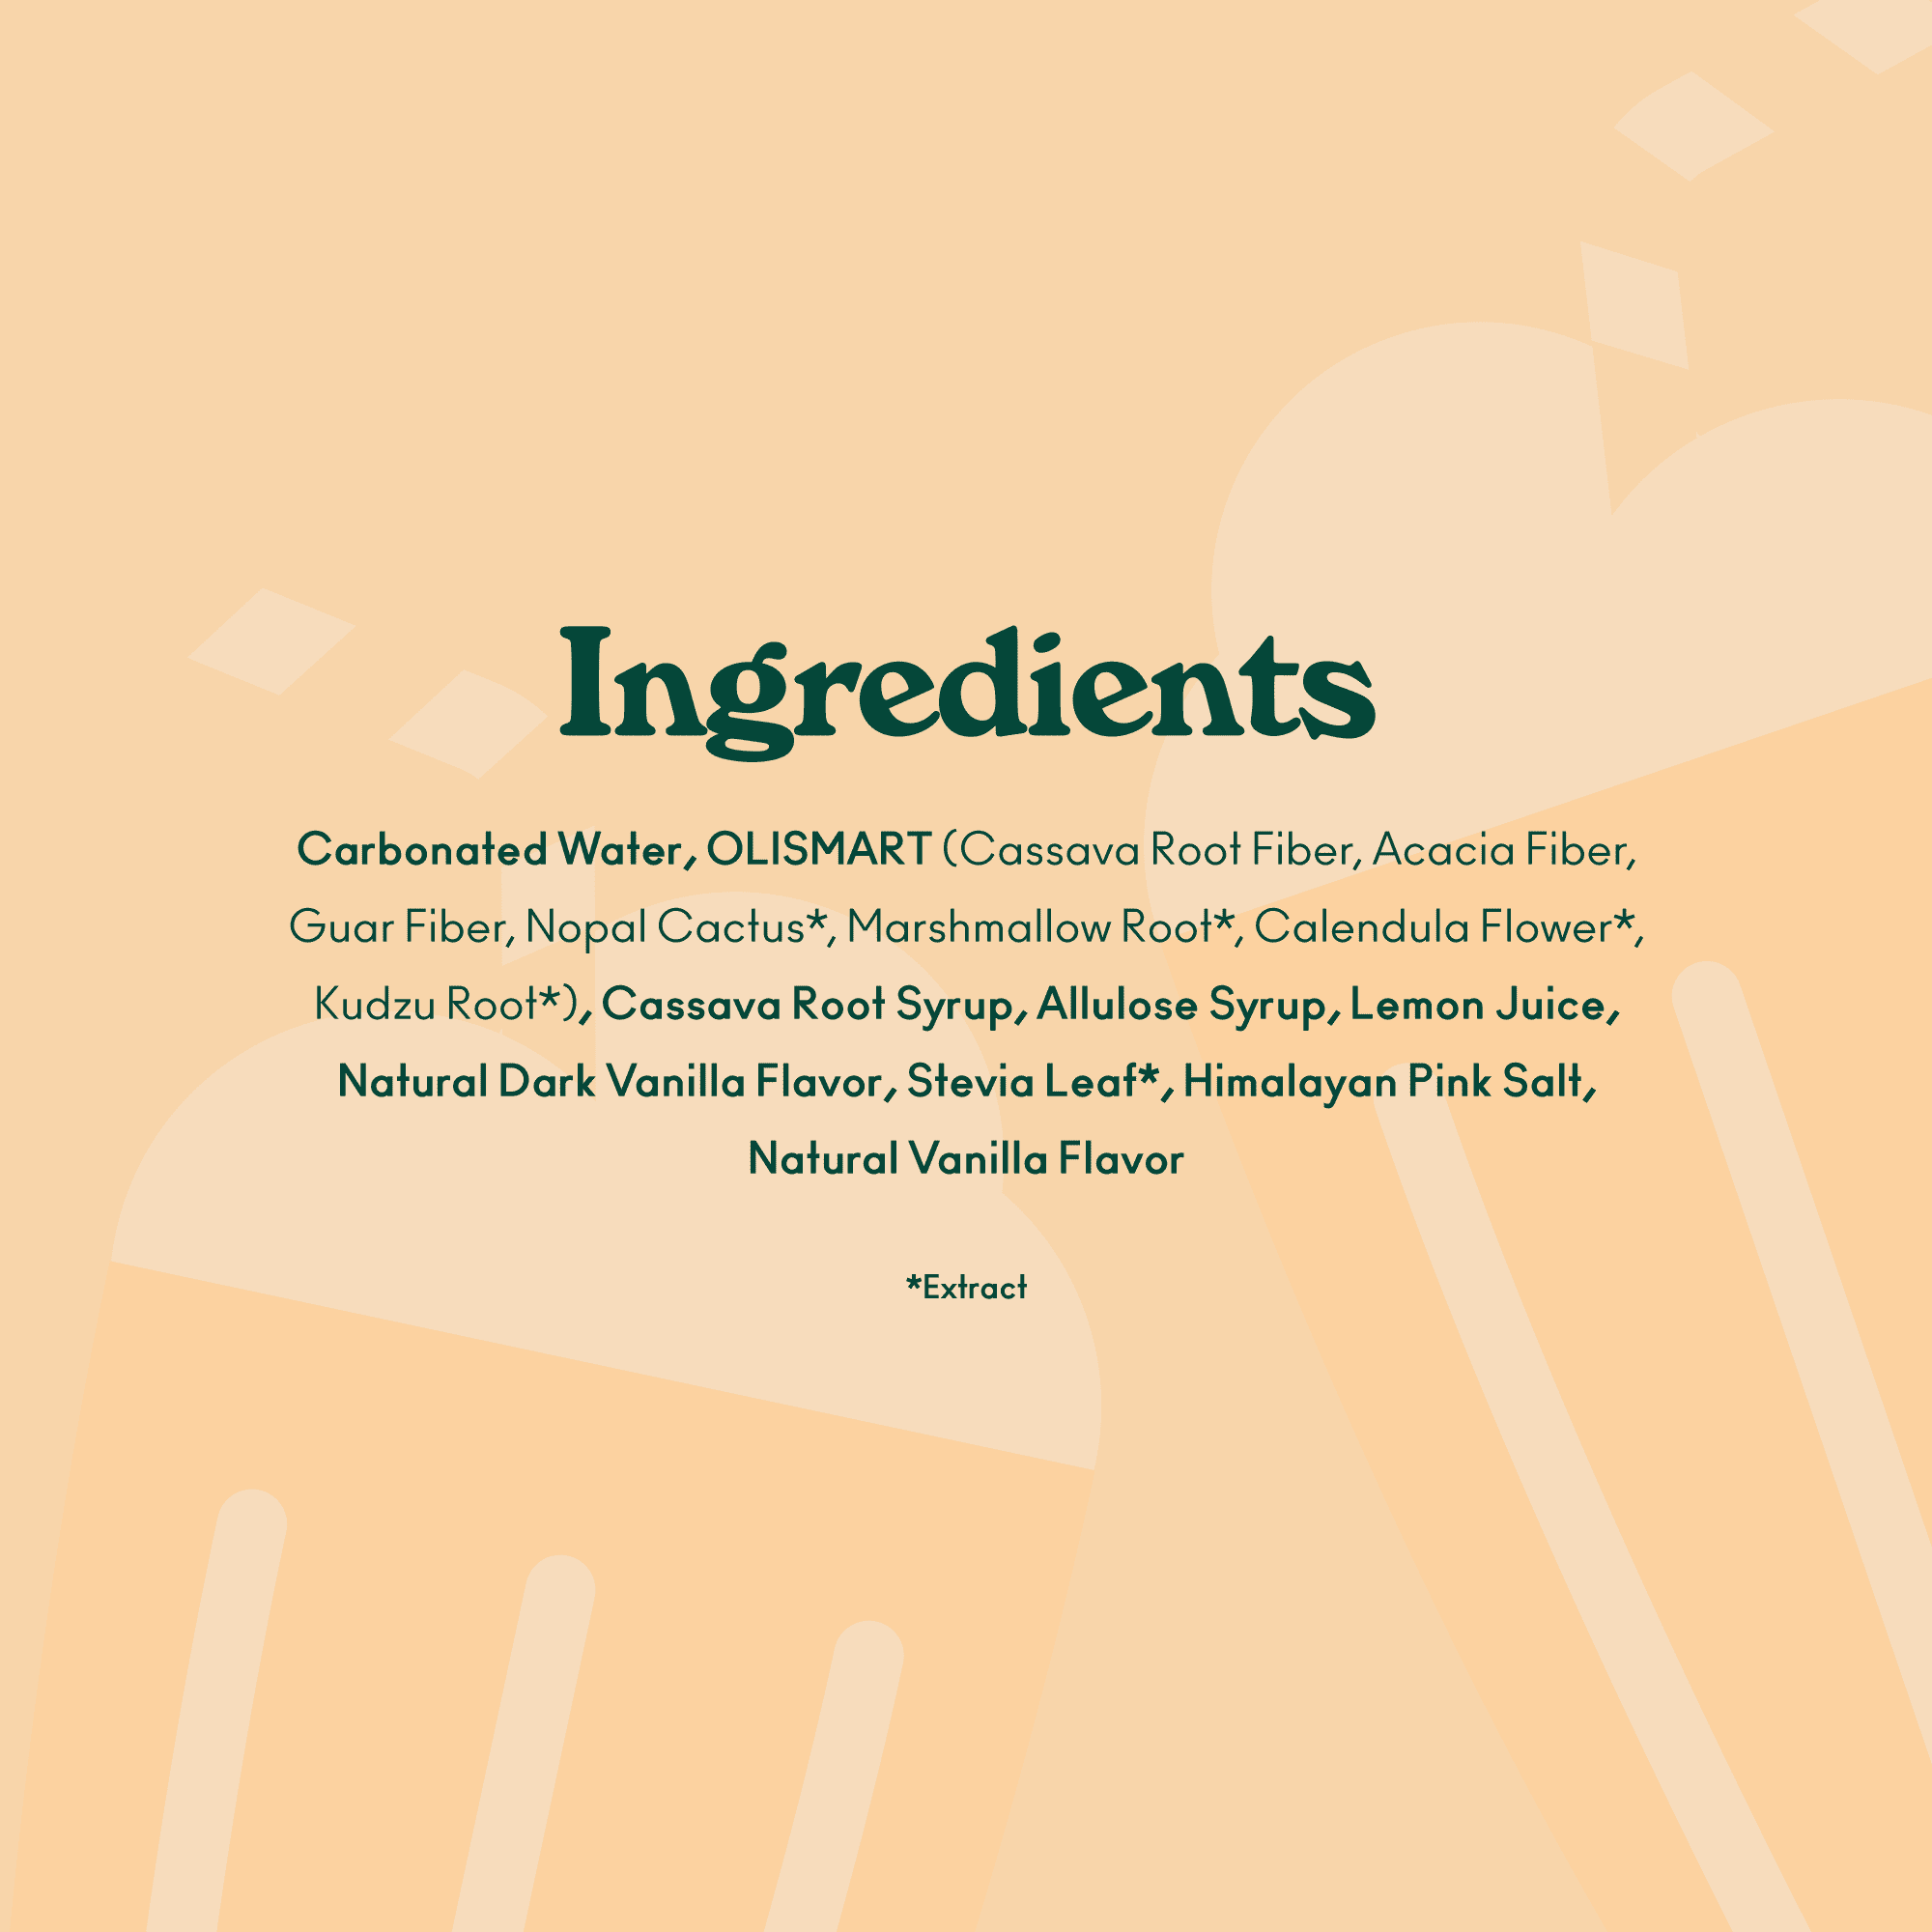 Ingredients
Carbonated Water, OLISMART (Cassava Root Fiber, Acacia Fiber,
Guar Fiber, Nopal Cactus*, Marshmallow Root*, Calendula Flower*,
Kudzu Root*), Cassava Root Syrup, Allulose Syrup, Lemon Juice,
Natural Dark Vanilla Flavor, Stevia Leaf*, Himalayan Pink Salt,
Natural Vanilla Flavor
*Extract